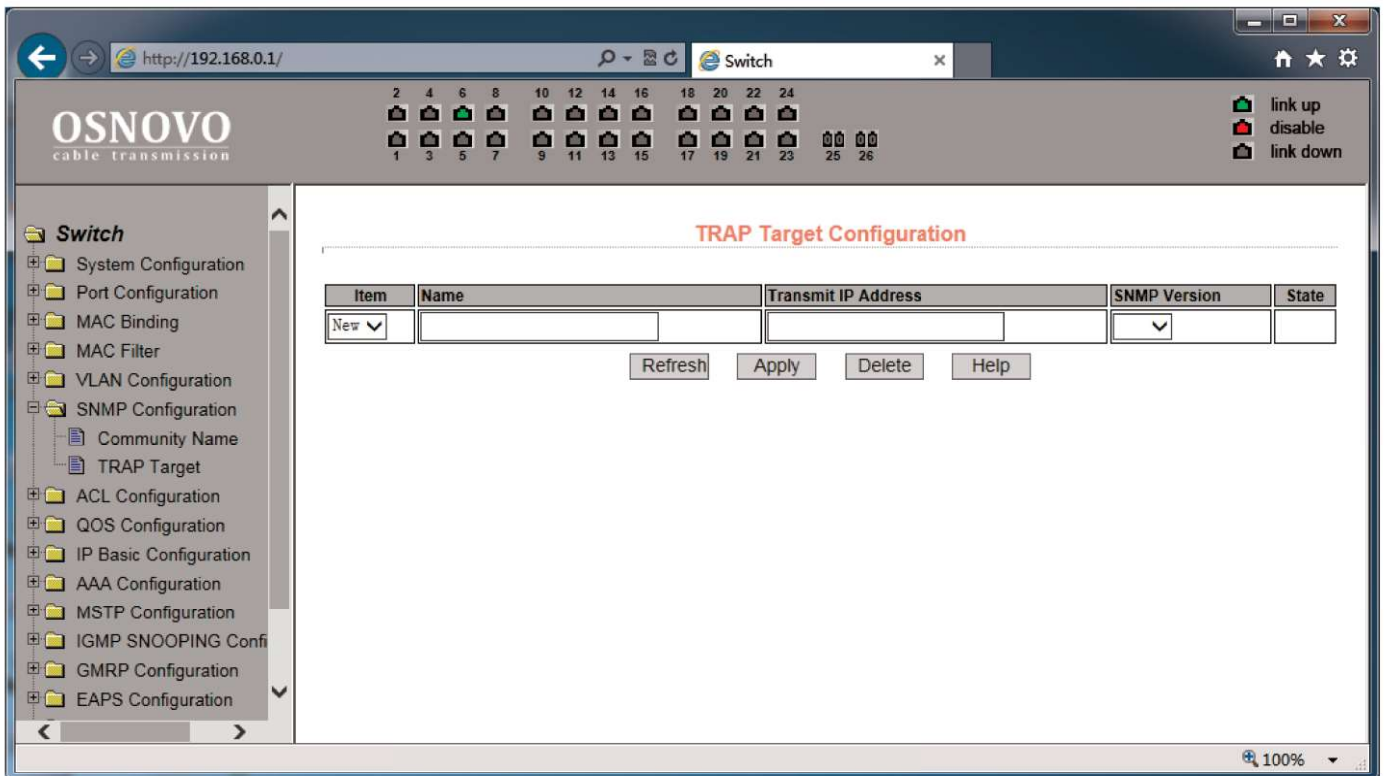 http://192.168.0.1/
Switch
OSNOVO
cable transmission
2 4 6 8 10 12 14 16 18 20 22 24
1 3 5 7 9 11 13 15 17 19 21 23 25 26
link up
disable
link down
Switch
System Configuration
Port Configuration
MAC Binding
MAC Filter
VLAN Configuration
SNMP Configuration
Community Name
TRAP Target
ACL Configuration
QOS Configuration
IP Basic Configuration
AAA Configuration
MSTP Configuration
IGMP SNOOPING Confi
GMRP Configuration
EAPS Configuration
TRAP Target Configuration
Item Name Transmit IP Address SNMP Version State
New
Refresh Apply Delete Help
100%